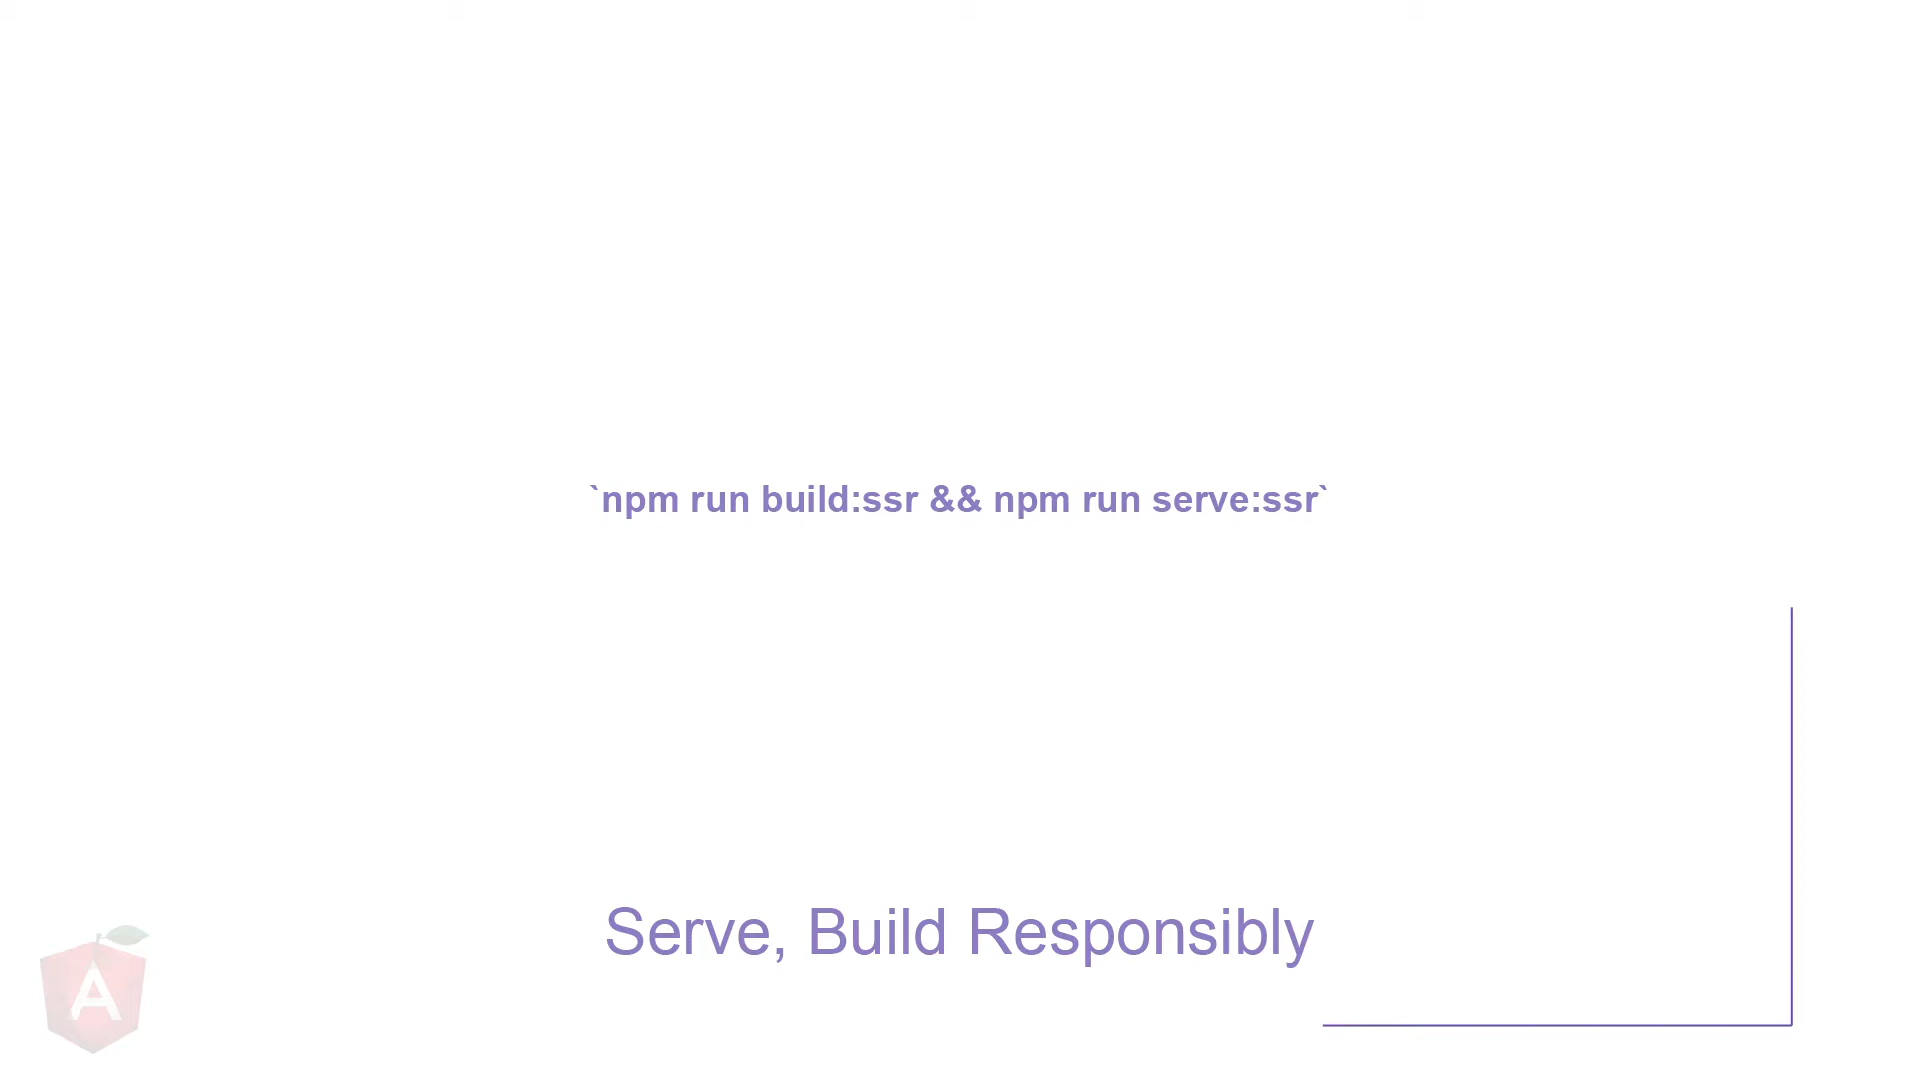 `npm run build:ssr && npm run serve:ssr`
Serve, Build Responsibly
A